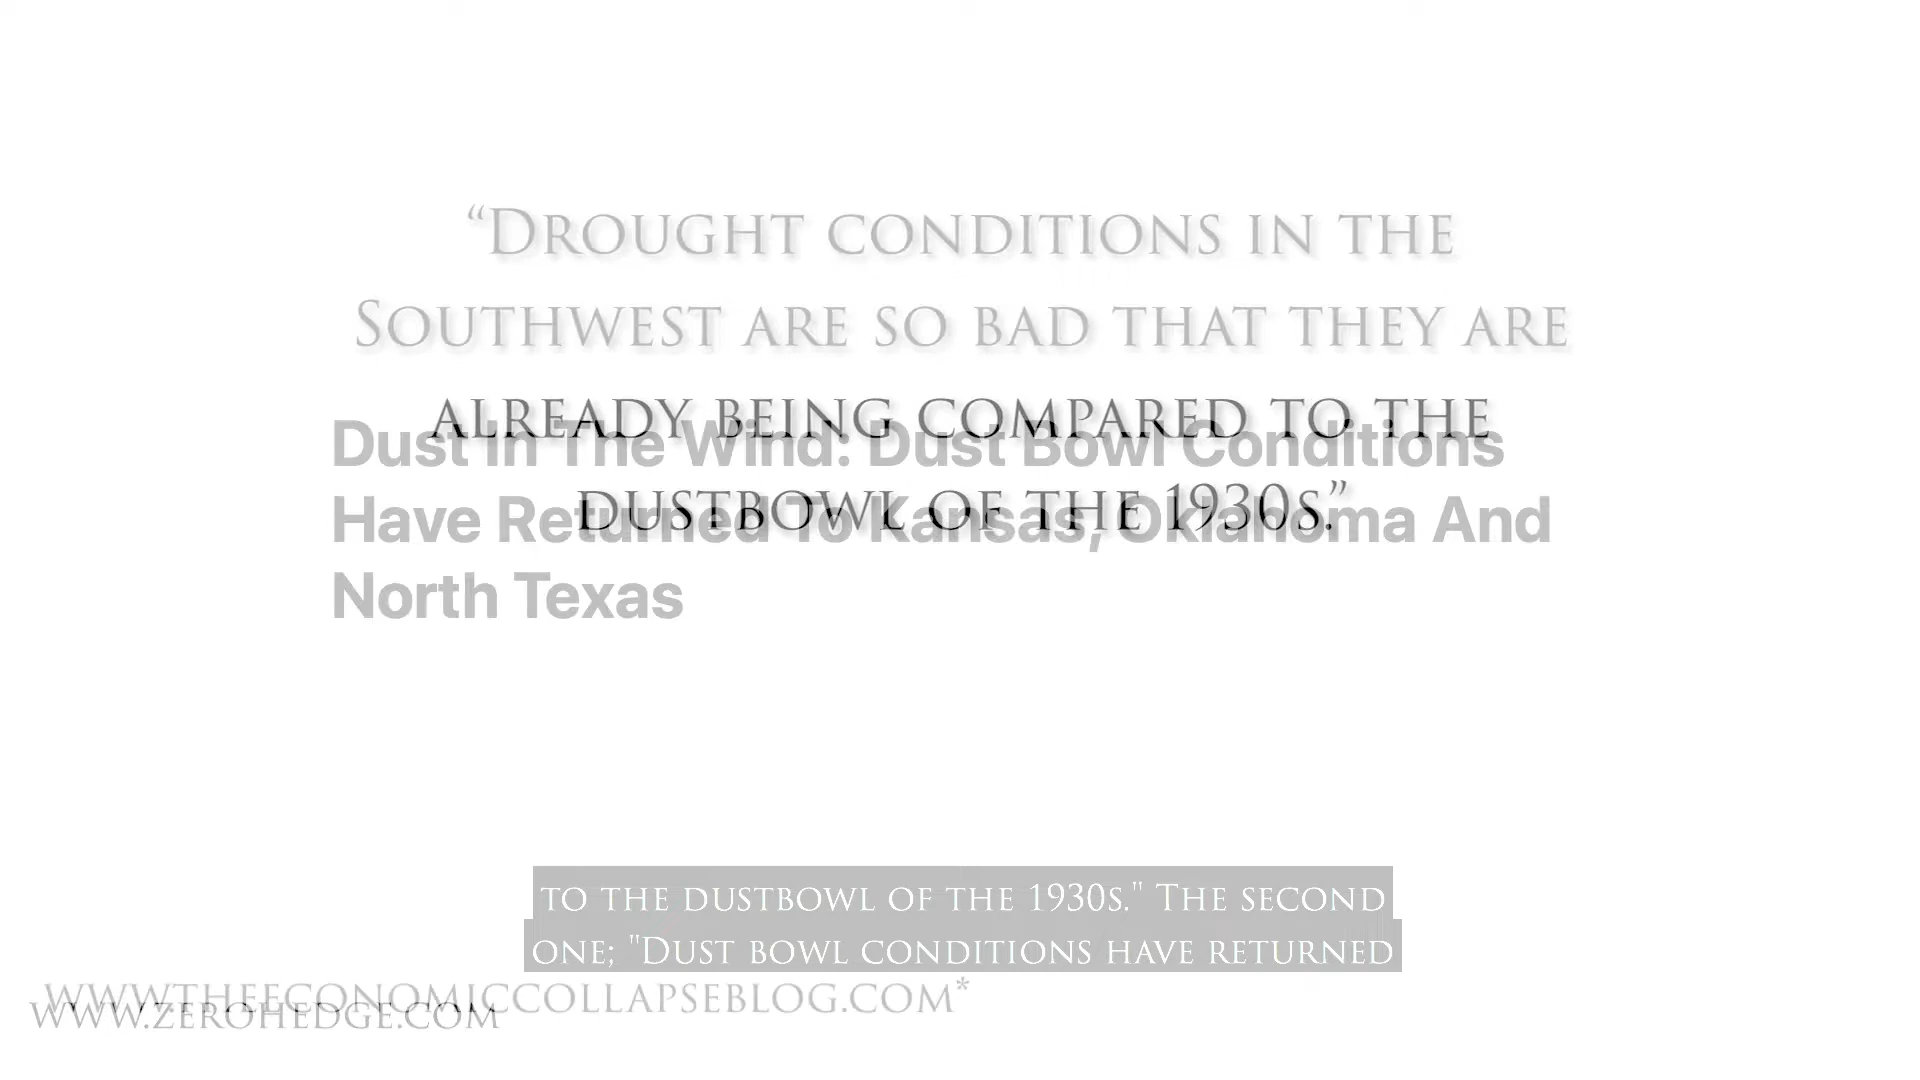 “Drought conditions in the
Southwest are so bad that they are
already being compared to the
dustbowl of the 1930s.”
Dust In The Wind: Dust Bowl Conditions
Have Returned To Kansas, Oklahoma And
North Texas
to the dustbowl of the 1930s." The second
one; "Dust bowl conditions have returned
www.theeconomiccollapseblog.com*
www.zerohedge.com